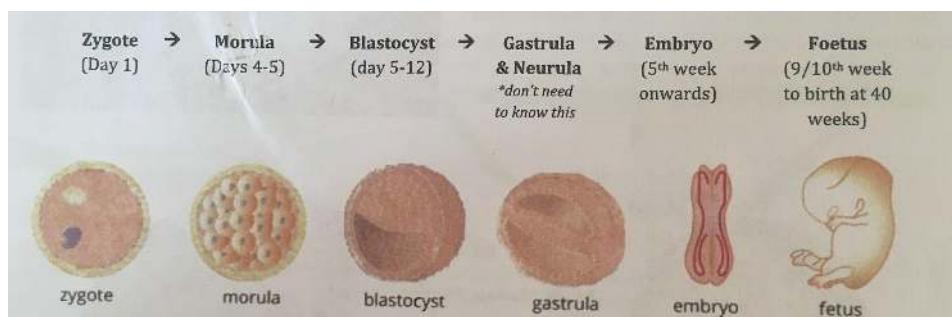 Zygote → Morula → Blastocyst → Gastrula → Embryo → Foetus
(Day 1) (Days 4-5) (day 5-12) & Neurula (5th week (9/10th week
*don't need onwards) to birth at 40
to know this weeks)
zygote morula blastocyst gastrula embryo fetus